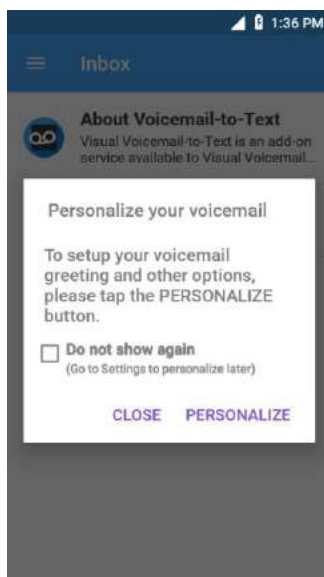 1:36 PM
Inbox
About Voicemail-to-Text
Visual Voicemail-to-Text is an add-on
service available to Visual Voicemail...
Personalize your voicemail
To setup your voicemail
greeting and other options,
please tap the PERSONALIZE
button.
Do not show again
(Go to Settings to personalize later)
CLOSE PERSONALIZE